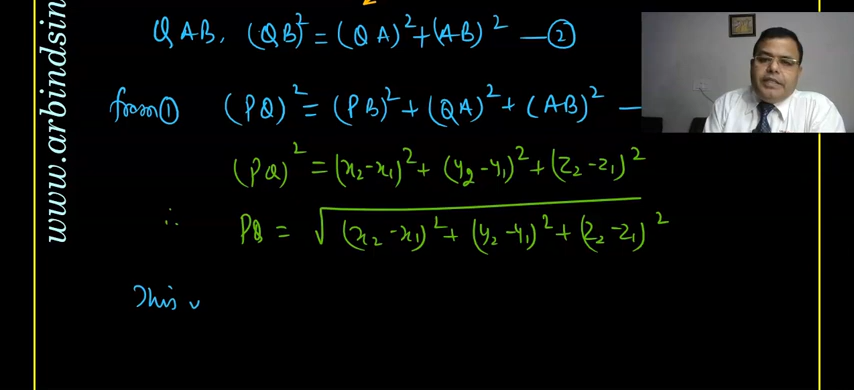 www.arbindsin
QAB, (QB)² = (QA)² + (AB)² — ②
from ① (PQ)² = (PB)² + (QA)² + (AB)² —
(PQ)² = (x₂-x₁)² + (y₂-y₁)² + (z₂-z₁)²
∴ PQ = √(x₂-x₁)² + (y₂-y₁)² + (z₂-z₁)²
This